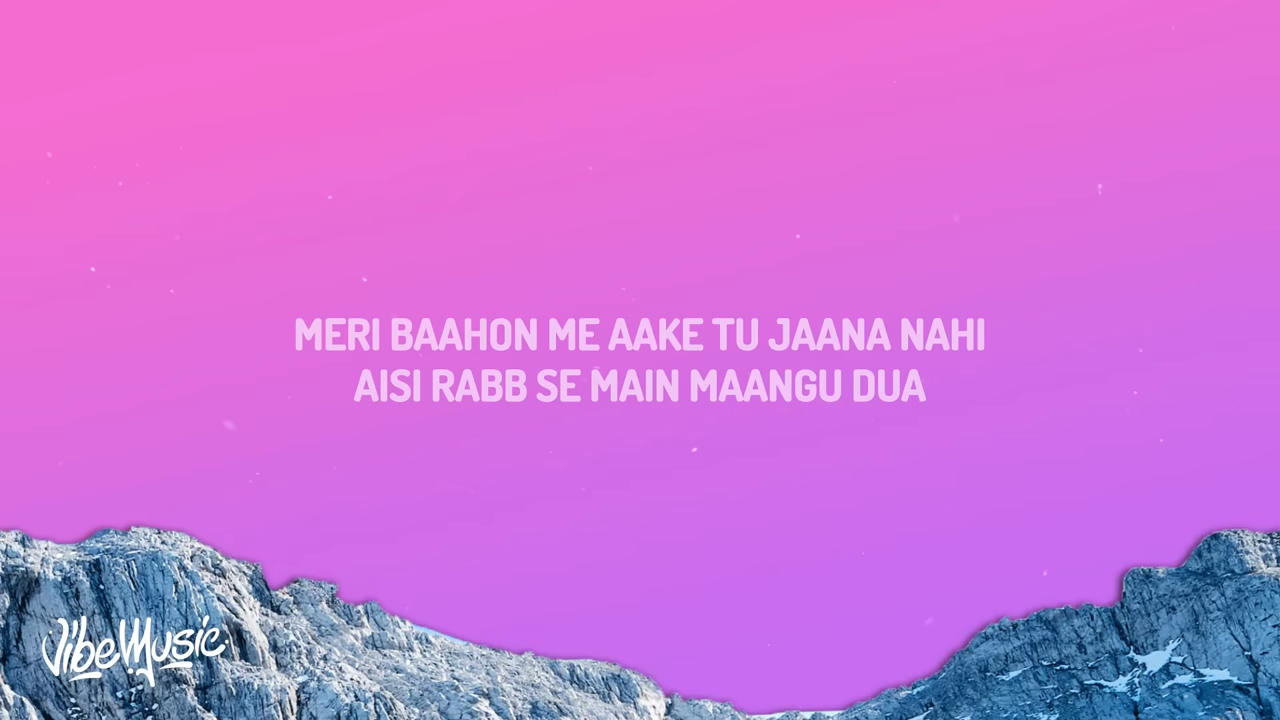 MERI BAAHON ME AAKE TU JAANA NAHI
AISI RABB SE MAIN MAANGU DUA
VibeMusic